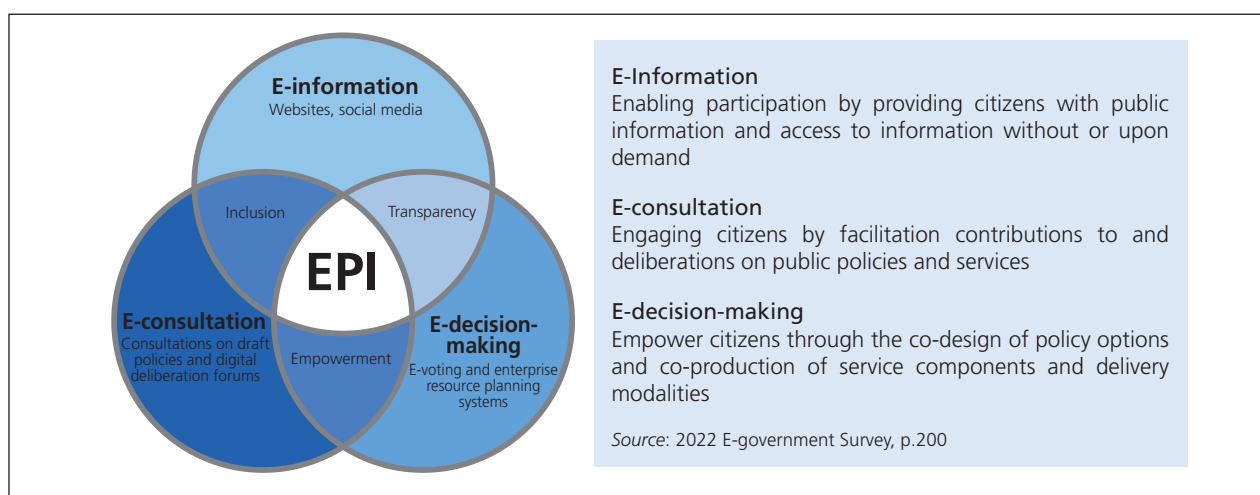 E-information
Websites, social media
Inclusion
Transparency
EPI
E-consultation
Consultations on draft
policies and digital
deliberation forums
Empowerment
E-decision-
making
E-voting and enterprise
resource planning
systems
E-Information
Enabling participation by providing citizens with public
information and access to information without or upon
demand
E-consultation
Engaging citizens by facilitation contributions to and
deliberations on public policies and services
E-decision-making
Empower citizens through the co-design of policy options
and co-production of service components and delivery
modalities
Source: 2022 E-government Survey, p.200